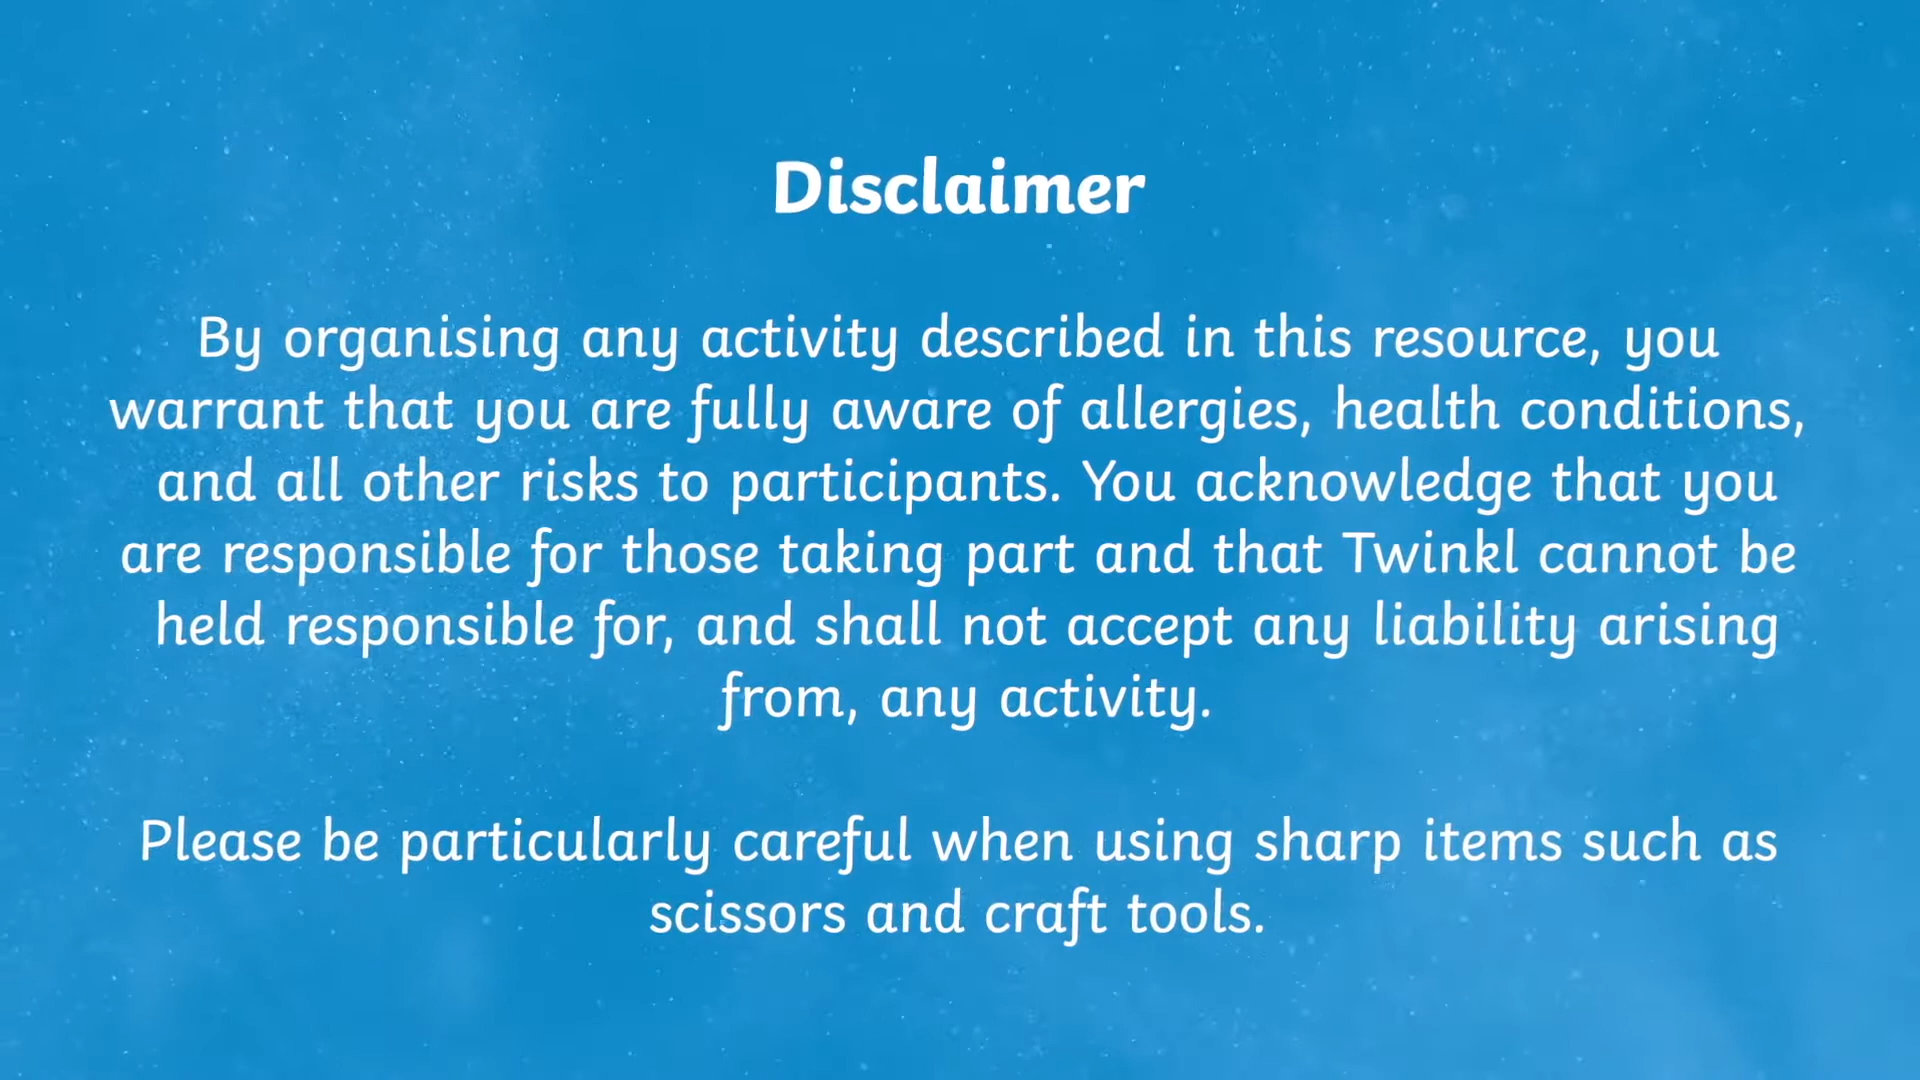 Disclaimer
By organising any activity described in this resource, you
warrant that you are fully aware of allergies, health conditions,
and all other risks to participants. You acknowledge that you
are responsible for those taking part and that Twinkl cannot be
held responsible for, and shall not accept any liability arising
from, any activity.
Please be particularly careful when using sharp items such as
scissors and craft tools.